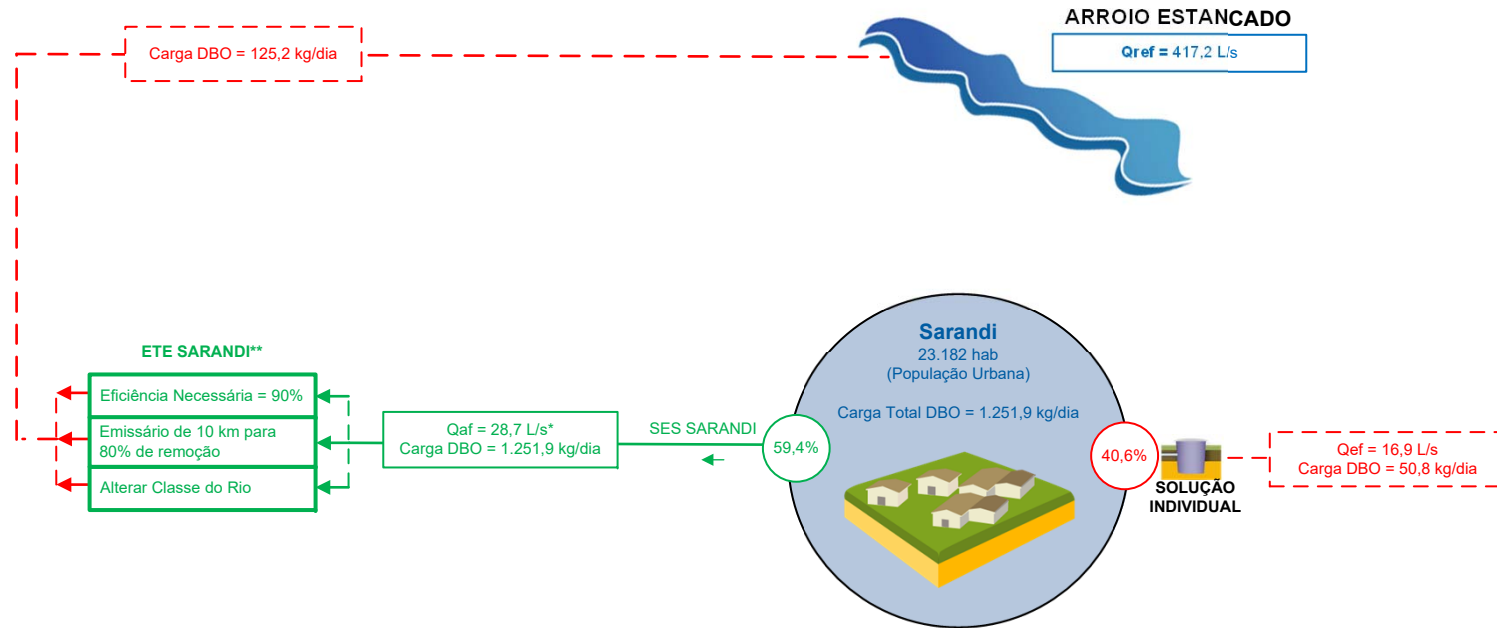 ARROIO ESTANCADO
Qref = 417,2 L/s
Carga DBO = 125,2 kg/dia
ETE SARANDI**
Eficiência Necessária = 90%
Emissário de 10 km para
80% de remoção
Alterar Classe do Rio
Qaf = 28,7 L/s*
Carga DBO = 1.251,9 kg/dia
SES SARANDI
59,4%
Sarandi
23.182 hab
(População Urbana)
Carga Total DBO = 1.251,9 kg/dia
40,6%
SOLUÇÃO
INDIVIDUAL
Qef = 16,9 L/s
Carga DBO = 50,8 kg/dia